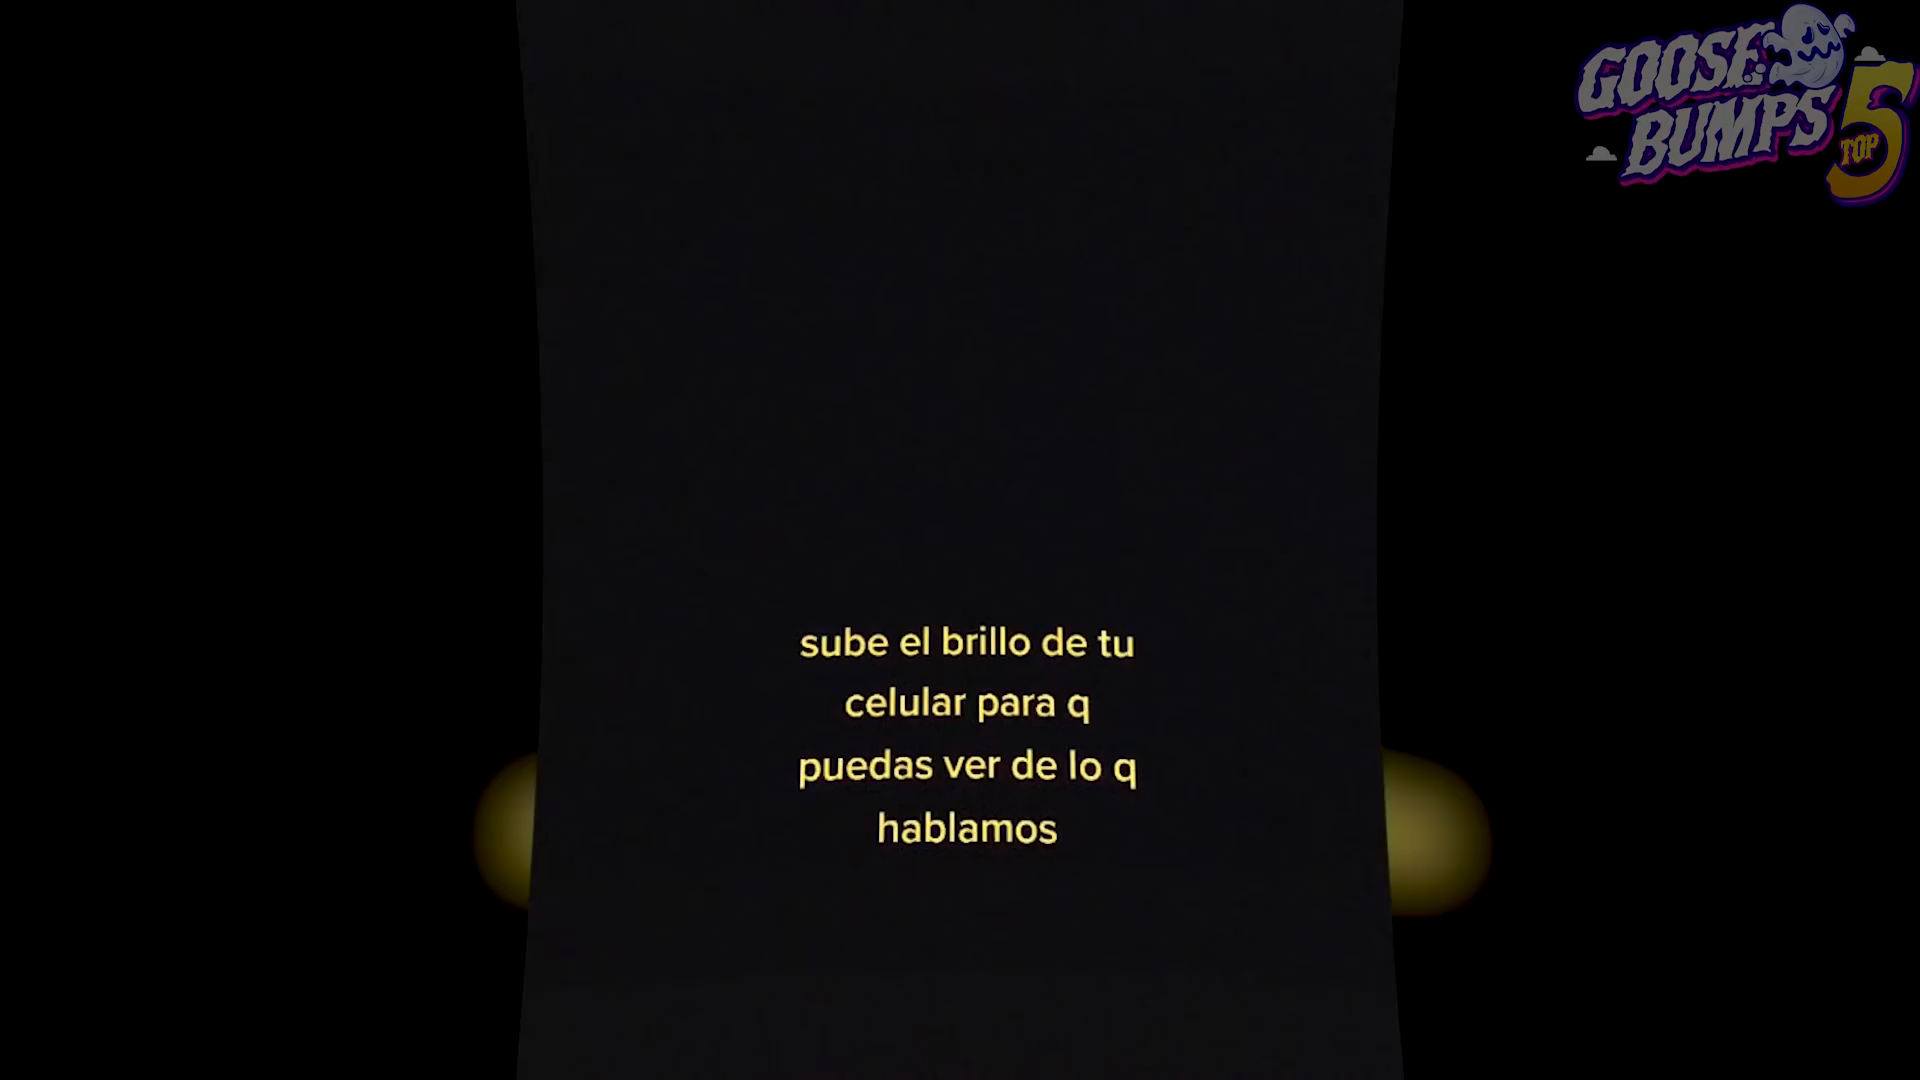 GOOSE
BUMPS
TOP 5
sube el brillo de tu
celular para q
puedas ver de lo q
hablamos